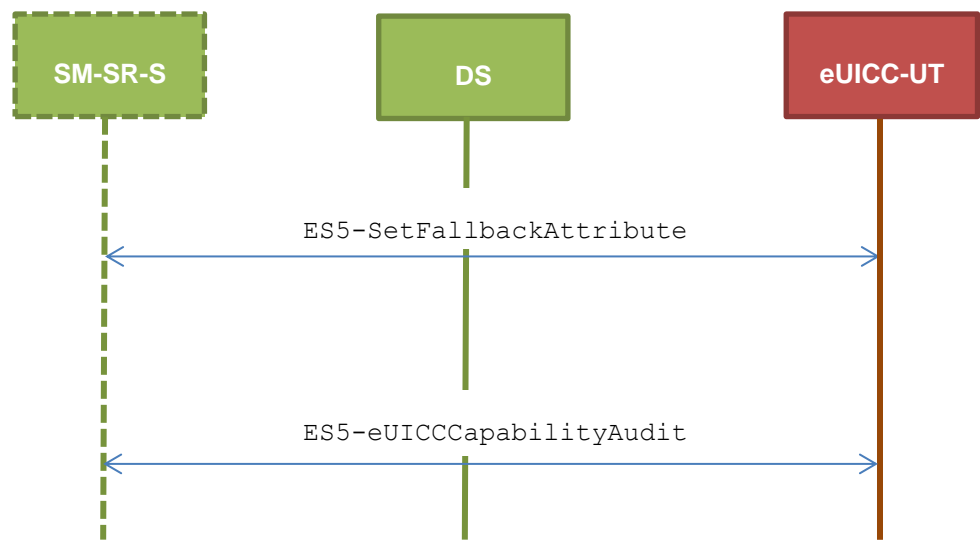 SM-SR-S
DS
eUICC-UT
ES5-SetFallbackAttribute
ES5-eUICCCapabilityAudit